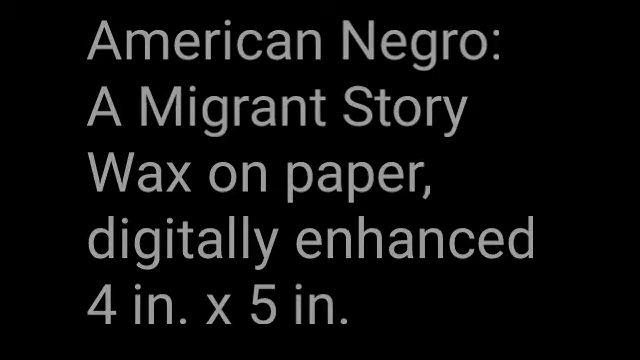 American Negro:
A Migrant Story
Wax on paper,
digitally enhanced
4 in. x 5 in.